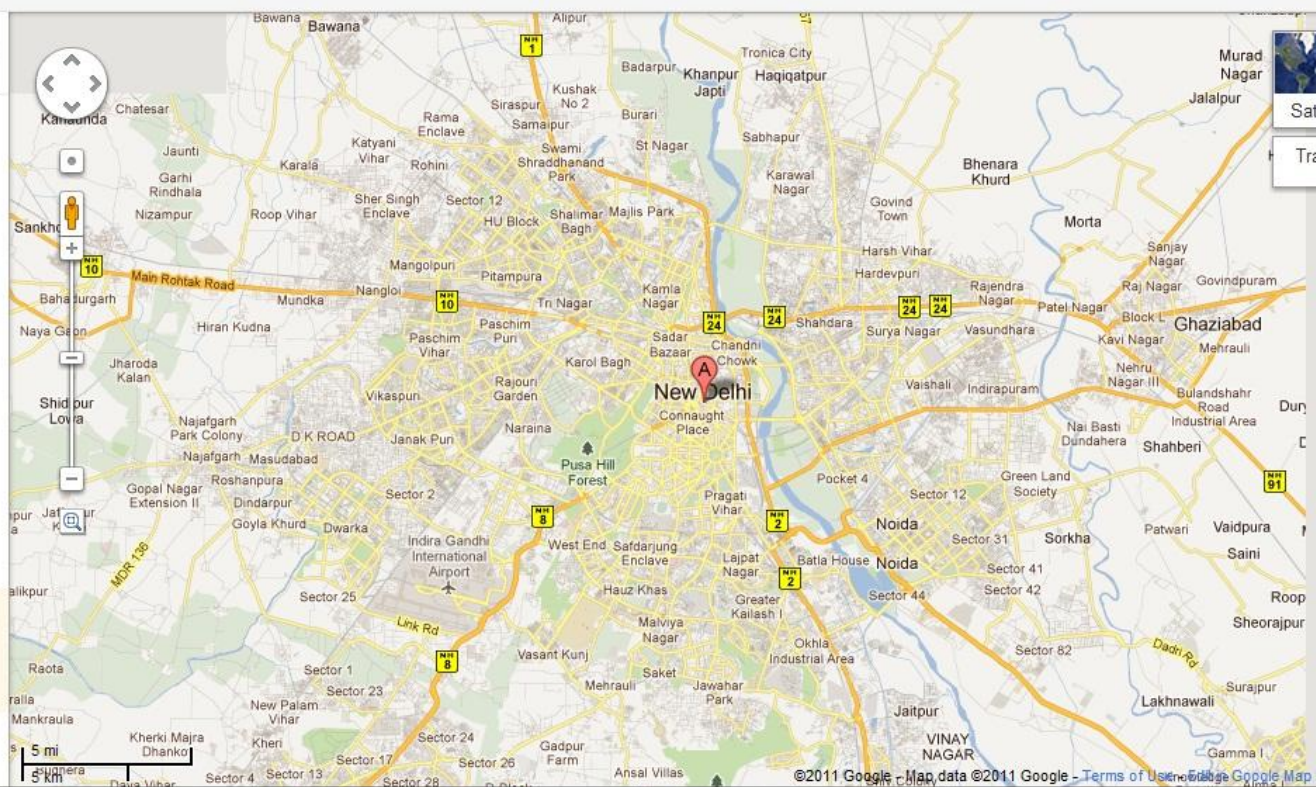 Bawana
Bawana
Alipur
NH
1
57
Tronica City
Badarpur
Khanpur
Japti
Haqiqatpur
Murad
Nagar
Jalalpur
Sat
Tra
Chatesar
Kushak
No 2
Siraspur
Samaipur
Burari
Rama
Enclave
Katyani
Vihar
Rohini
Swami
Shraddhanand
Park
St Nagar
Sabhapur
Karawal
Nagar
Bhenara
Khurd
Jaunti
Karala
Garhi
Rindhala
Nizampur
Roop Vihar
Sher Singh
Enclave
Sector 12
HU Block
Shalimar
Bagh
Majlis Park
Govind
Town
Morta
NH
10
Main Rohtak Road
Mangolpuri
Pitampura
Harsh Vihar
Hardevpuri
Sanjay
Nagar
Raj Nagar
Govindpuram
Bahadurgarh
Mundka
Nangloi
NH
10
Tri Nagar
Kamla
Nagar
NH
24
NH
24
NH
24
NH
24
Rajendra
Nagar
Patel Nagar
Block L
Ghaziabad
Naya Gaon
Hiran Kudna
Paschim
Vihar
Paschim
Puri
Sadar
Bazaar
Chandni
Chowk
Shahdara
Surya Nagar
Vasundhara
Kavi Nagar
Mehrauli
Jharoda
Kalan
Karol Bagh
A
New Delhi
Connaught
Place
Vaishali
Indirapuram
Nehru
Nagar III
Bulandshahr
Road
Industrial Area
Vikaspuri
Rajouri
Garden
Naraina
Najafgarh
Park Colony
D K ROAD
Janak Puri
Nai Basti
Dundahera
Shahberi
Najafgarh
Masudabad
Roshanpura
Pusa Hill
Forest
Pocket 4
Green Land
Society
NH
91
Gopal Nagar
Extension II
Dindarpur
Sector 2
Goyla Khurd
Dwarka
Pragati
Vihar
Sector 12
Noida
NH
8
NH
2
Sector 31
Sorkha
Patwari
Vaidpura
Saini
MDR 136
Indira Gandhi
International
Airport
West End
Safdarjung
Enclave
Lajpat
Nagar
Batla House
Noida
NH
2
Sector 41
Sector 42
Sector 25
Hauz Khas
Greater
Kailash I
Sector 44
Roop
Sheorajpur
Link Rd
Malviya
Nagar
Okhla
Industrial Area
Sector 82
Dadri Rd
NH
8
Raota
Sector 1
Sector 23
Vasant Kunj
Mehrauli
Saket
Jawahar
Park
Surajpur
Lakhnawali
New Palam
Vihar
Jaitpur
Mankraula
Kherki Majra
Dhanko
Kheri
Sector 24
Gadpur
Farm
VINAY
NAGAR
Gamma I
5 mi
5 km
Sector 4
Sector 13
Sector 17
Sector 26
Sector 28
Ansal Villas
©2011 Google - Map data ©2011 Google - Terms of Use - Edit in Google Map